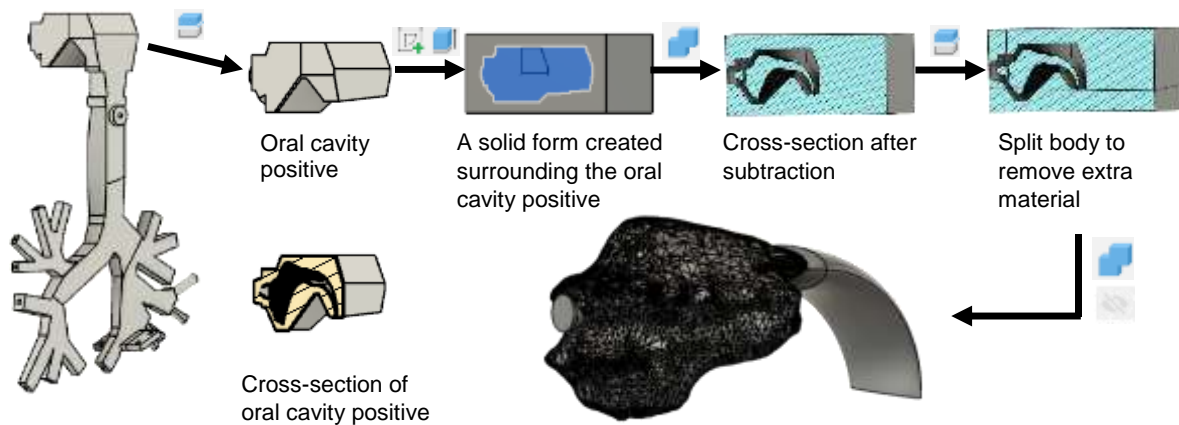 Oral cavity
positive
A solid form created
surrounding the oral
cavity positive
Cross-section after
subtraction
Split body to
remove extra
material
Cross-section of
oral cavity positive